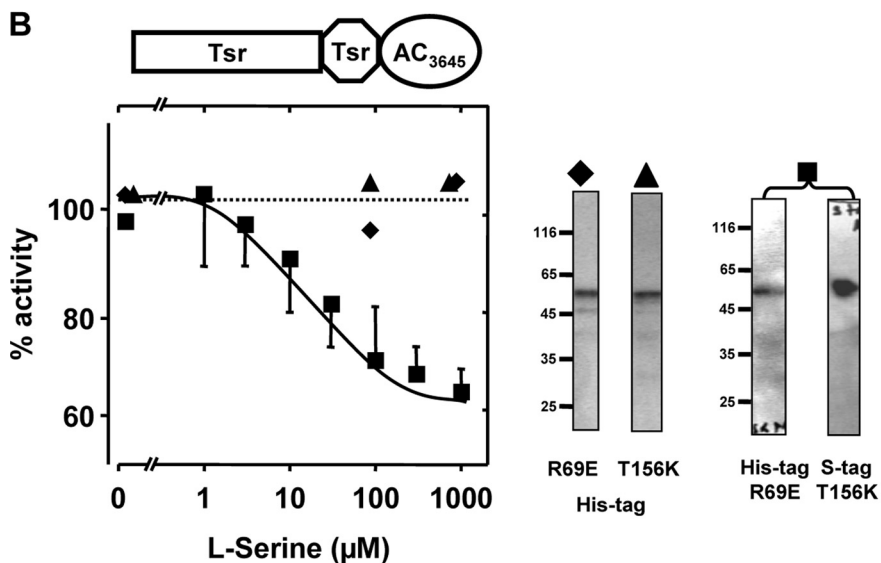 B
Tsr Tsr AC3645
% activity
100
80
60
0 1 10 100 1000
L-Serine (µM)
116
65
45
35
25
R69E T156K
His-tag
116
65
45
35
25
His-tag S-tag
R69E T156K